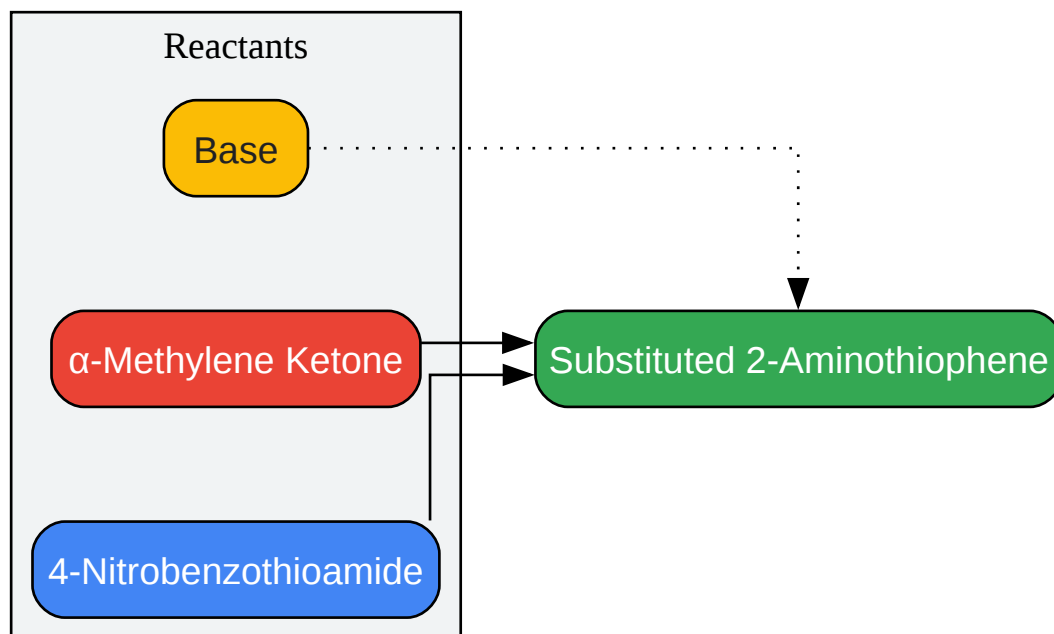 Reactants
Base
α-Methylene Ketone
Substituted 2-Aminothiophene
4-Nitrobenzothioamide